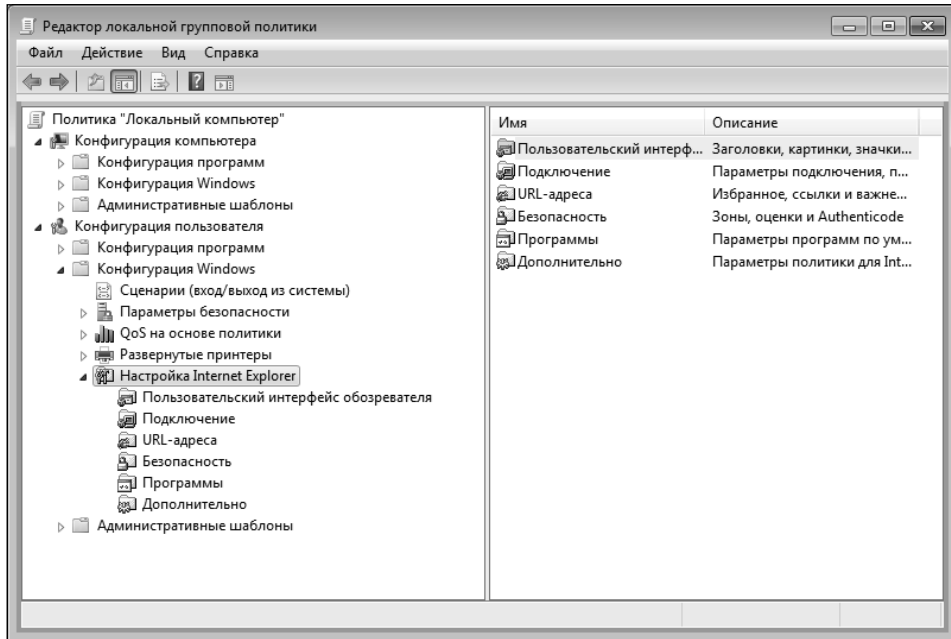 Редактор локальной групповой политики
Файл Действие Вид Справка
Политика "Локальный компьютер"
Конфигурация компьютера
Конфигурация программ
Конфигурация Windows
Административные шаблоны
Конфигурация пользователя
Конфигурация программ
Конфигурация Windows
Сценарии (вход/выход из системы)
Параметры безопасности
QoS на основе политики
Развернутые принтеры
Настройка Internet Explorer
Пользовательский интерфейс обозревателя
Подключение
URL-адреса
Безопасность
Программы
Дополнительно
Административные шаблоны
Имя Описание
Пользовательский интерф... Заголовки, картинки, значки...
Подключение Параметры подключения, п...
URL-адреса Избранное, ссылки и важне...
Безопасность Зоны, оценки и Authenticode
Программы Параметры программ по ум...
Дополнительно Параметры политики для Int...